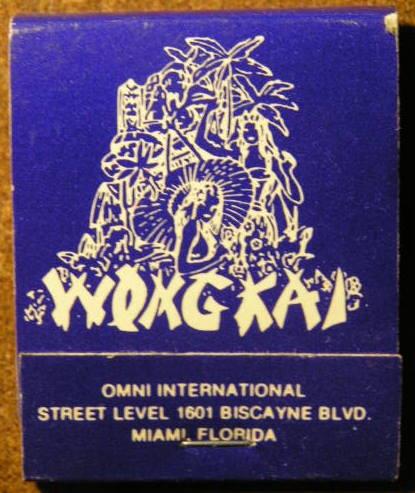 WONG KAI
OMNI INTERNATIONAL
STREET LEVEL 1601 BISCAYNE BLVD.
MIAMI, FLORIDA